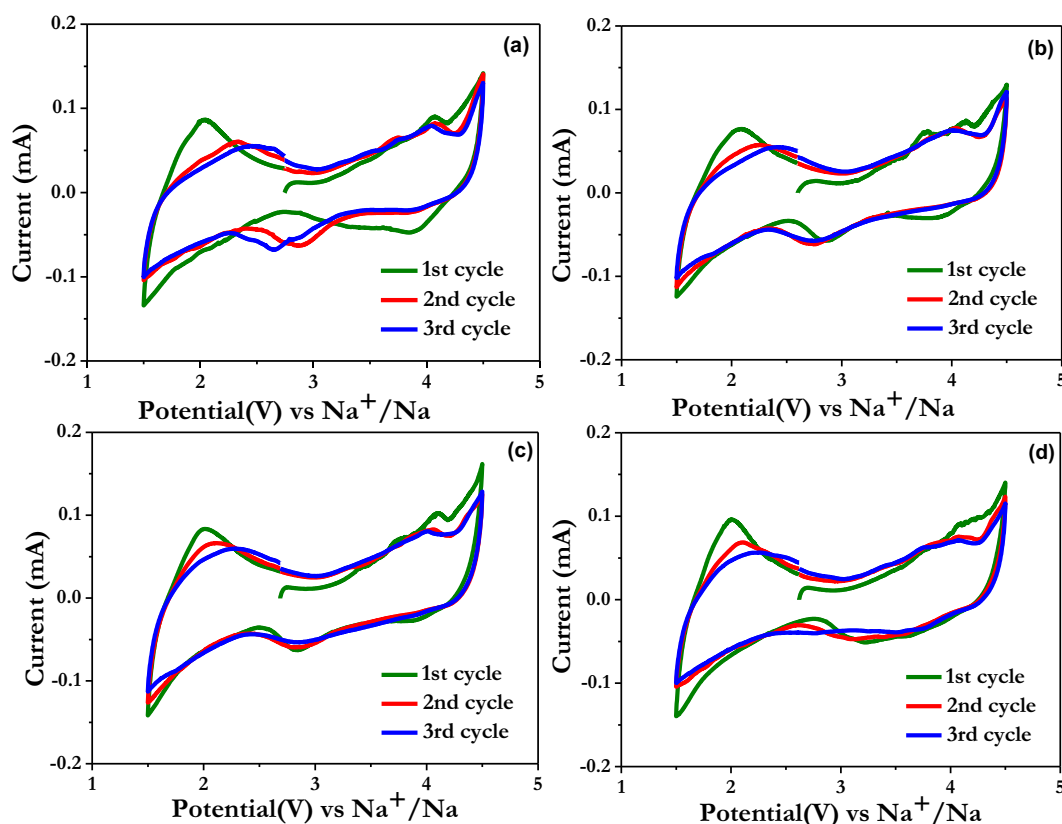 (a)
0.2
0.1
0.0
-0.1
-0.2
Current (mA)
1st cycle
2nd cycle
3rd cycle
1 2 3 4 5
Potential(V) vs Na⁺/Na
(b)
0.2
0.1
0.0
-0.1
-0.2
Current (mA)
1st cycle
2nd cycle
3rd cycle
1 2 3 4 5
Potential(V) vs Na⁺/Na
(c)
0.2
0.1
0.0
-0.1
-0.2
Current (mA)
1st cycle
2nd cycle
3rd cycle
1 2 3 4 5
Potential(V) vs Na⁺/Na
(d)
0.2
0.1
0.0
-0.1
-0.2
Current (mA)
1st cycle
2nd cycle
3rd cycle
1 2 3 4 5
Potential(V) vs Na⁺/Na